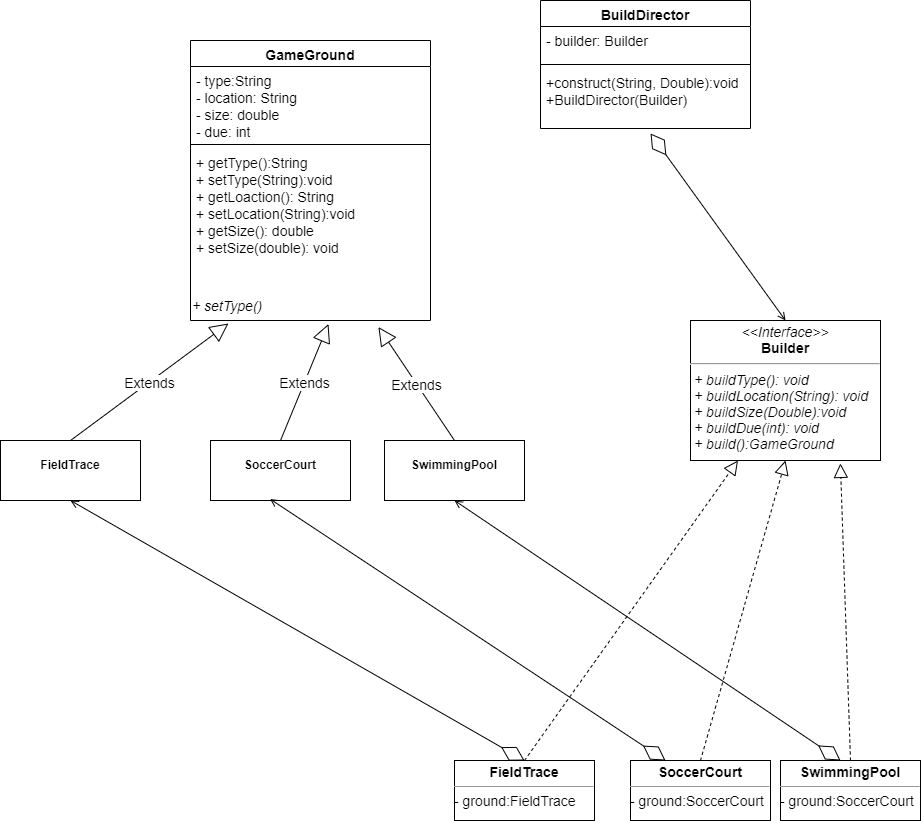 BuildDirector
- builder: Builder
+construct(String, Double):void
+BuildDirector(Builder)
GameGround
- type:String
- location: String
- size: double
- due: int
+ getType():String
+ setType(String):void
+ getLoaction(): String
+ setLocation(String):void
+ getSize(): double
+ setSize(double): void
+ setType()
<<Interface>>
Builder
+ buildType(): void
+ buildLocation(String): void
+ buildSize(Double):void
+ buildDue(int): void
+ build():GameGround
Extends
Extends
Extends
FieldTrace
SoccerCourt
SwimmingPool
FieldTrace
- ground:FieldTrace
SoccerCourt
- ground:SoccerCourt
SwimmingPool
- ground:SoccerCourt